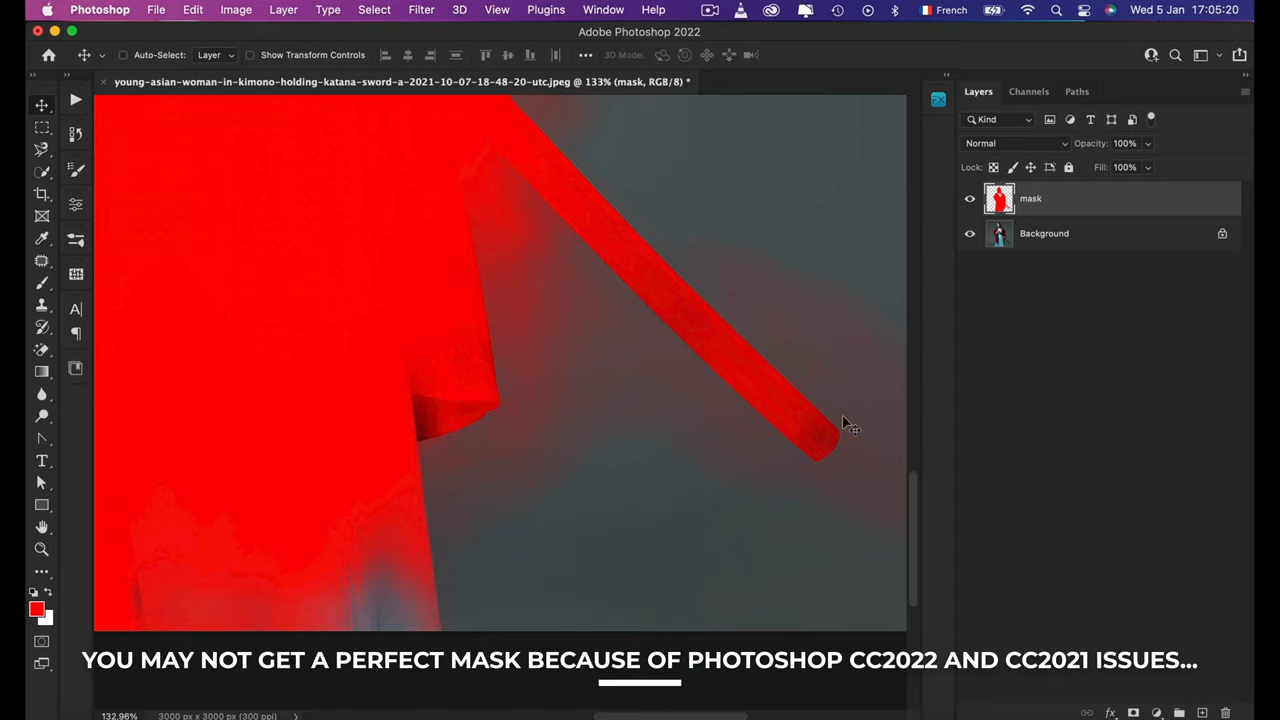 Photoshop File Edit Image Layer Type Select Filter 3D View Plugins Window Help French Wed 5 Jan 17:05:20
Adobe Photoshop 2022
Auto-Select: Layer Show Transform Controls 3D Mode:
young-asian-woman-in-kimono-holding-katana-sword-a-2021-10-07-18-48-20-utc.jpeg @ 133% (mask, RGB/8) *
Layers Channels Paths
Kind
Normal Opacity: 100%
Lock: Fill: 100%
mask
Background
YOU MAY NOT GET A PERFECT MASK BECAUSE OF PHOTOSHOP CC2022 AND CC2021 ISSUES...
132.96% 3000 px x 3000 px (300 ppi)